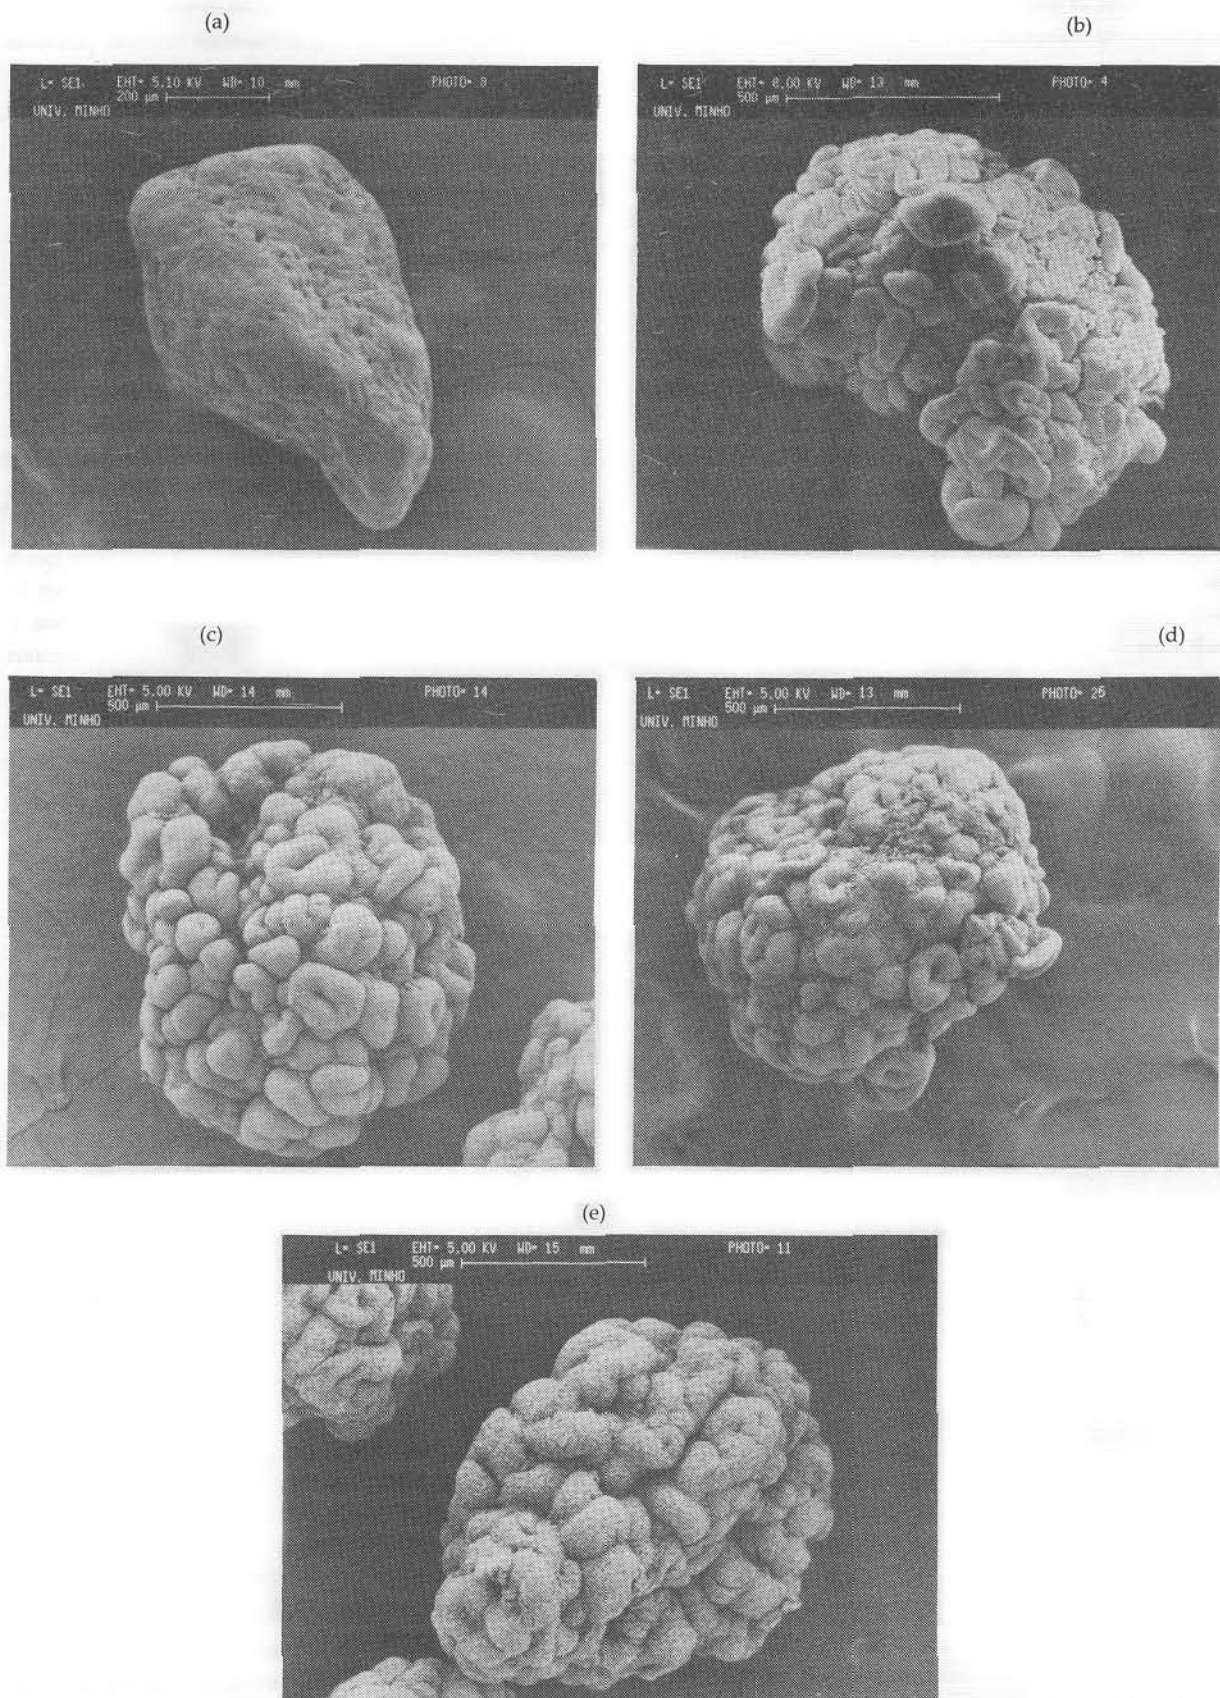 (a)
(b)
L= SE1 EHT= 5.10 KV WD= 10 mm PHOTO= 8
200 µm
UNIV. MINHO
L= SE1 EHT= 6.00 KV WD= 13 mm PHOTO= 4
500 µm
UNIV. MINHO
(c)
(d)
L= SE1 EHT= 5.00 KV WD= 14 mm PHOTO= 14
500 µm
UNIV. MINHO
L= SE1 EHT= 5.00 KV WD= 13 mm PHOTO= 25
500 µm
UNIV. MINHO
(e)
L= SE1 EHT= 5.00 KV WD= 15 mm PHOTO= 11
500 µm
UNIV. MINHO